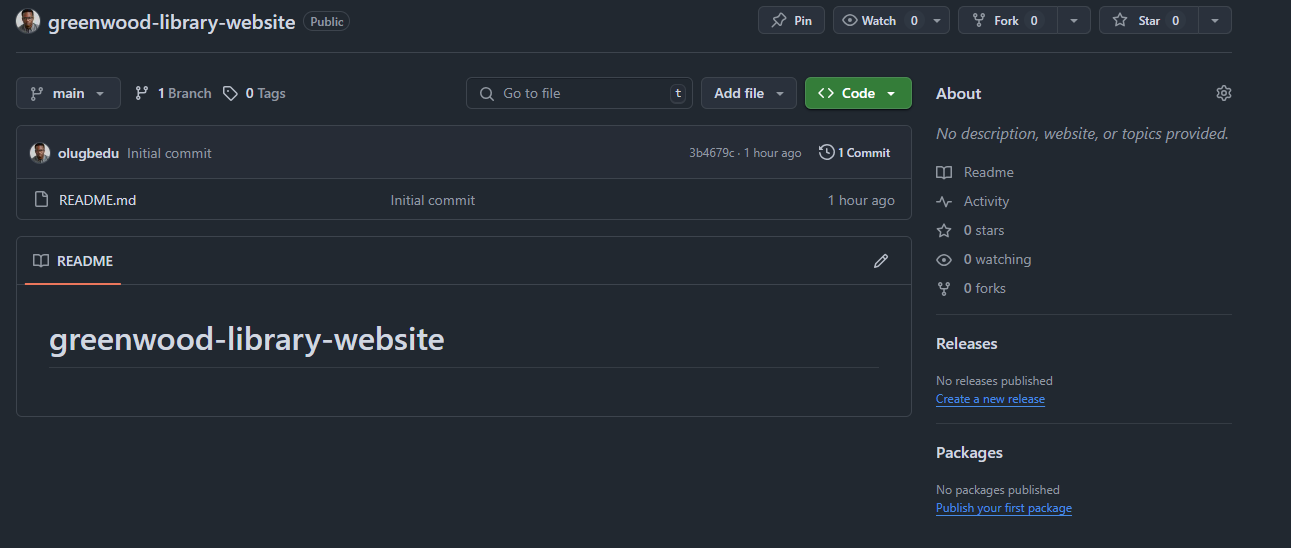 greenwood-library-website Public Pin Watch 0 Fork 0 Star 0
main 1 Branch 0 Tags Go to file t Add file Code
olugbedu Initial commit 3b4679c · 1 hour ago 1 Commit
README.md Initial commit 1 hour ago
README
greenwood-library-website
About
No description, website, or topics provided.
Readme
Activity
0 stars
0 watching
0 forks
Releases
No releases published
Create a new release
Packages
No packages published
Publish your first package